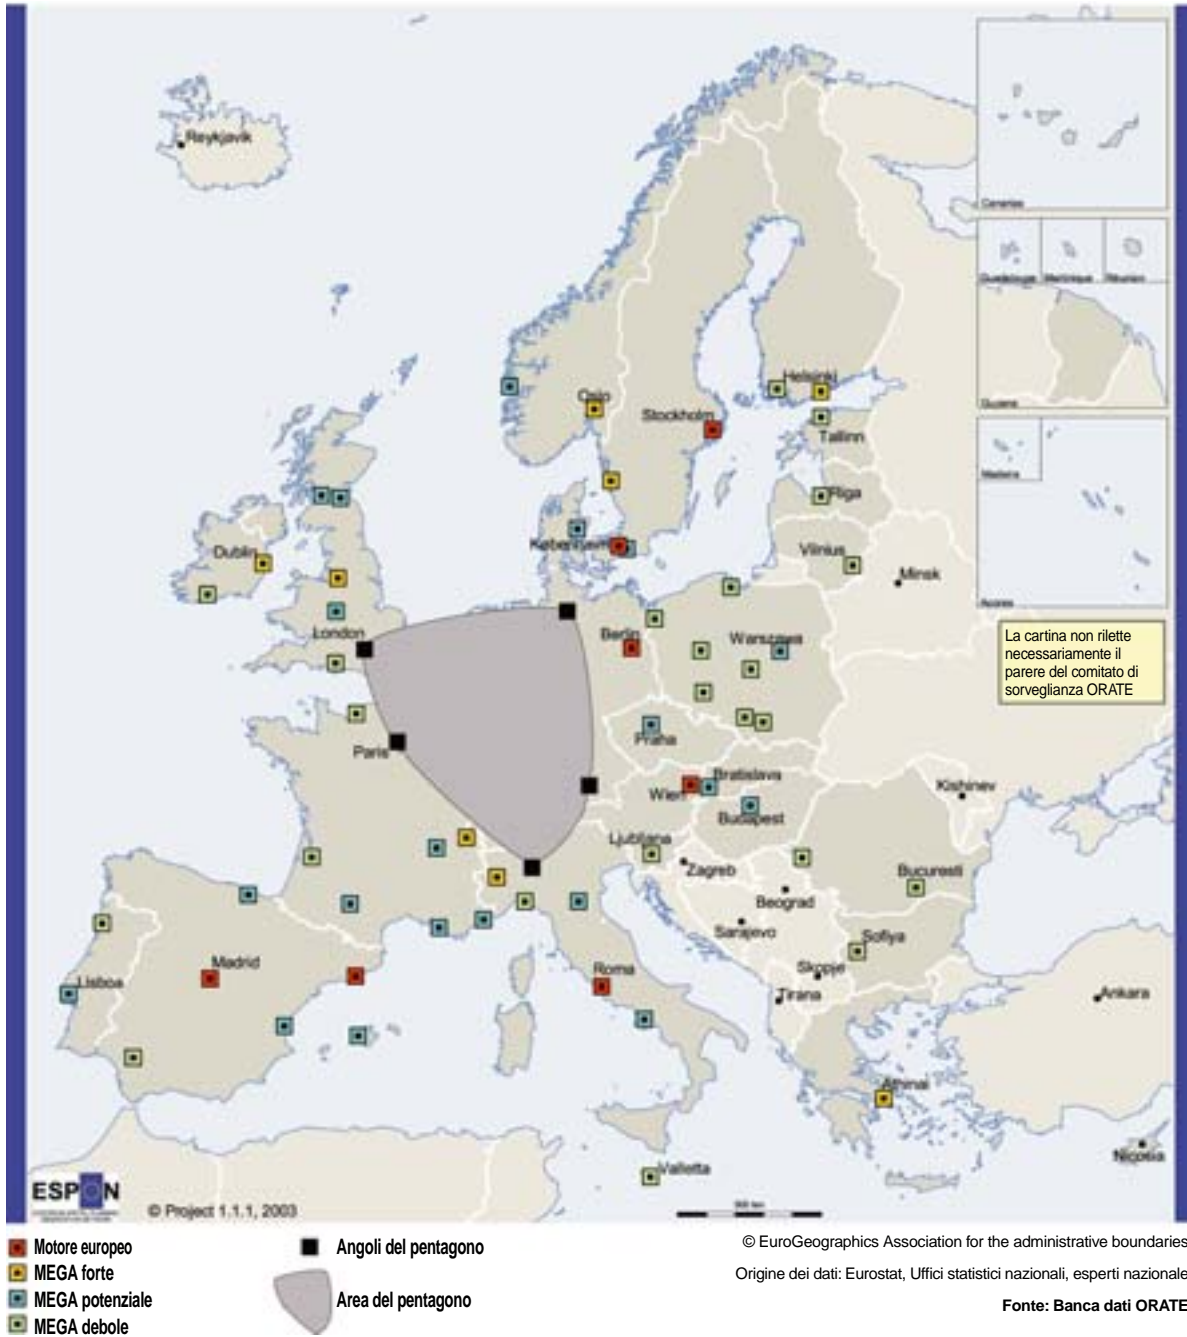 Reykjavik
Canarias
Guadeloupe
Martinique
Réunion
Guyane
Helsinki
Oslo
Stockholm
Tallinn
Madeira
Riga
København
Dublin
Vilnius
Minsk
Acores
London
Berlin
Warszawa
La cartina non rilette
necessariamente il
parere del comitato di
sorveglianza ORATE
Praha
Paris
Bratislava
Wien
Kishinev
Budapest
Ljubljana
Zagreb
Bucuresti
Beograd
Sarajevo
Sofiya
Madrid
Roma
Skopje
Lisboa
Tirana
Ankara
Athinai
Valletta
Nicosia
ESPON
© Project 1.1.1, 2003
Motore europeo
MEGA forte
MEGA potenziale
MEGA debole
Angoli del pentagono
Area del pentagono
© EuroGeographics Association for the administrative boundaries
Origine dei dati: Eurostat, Uffici statistici nazionali, esperti nazionale
Fonte: Banca dati ORATE